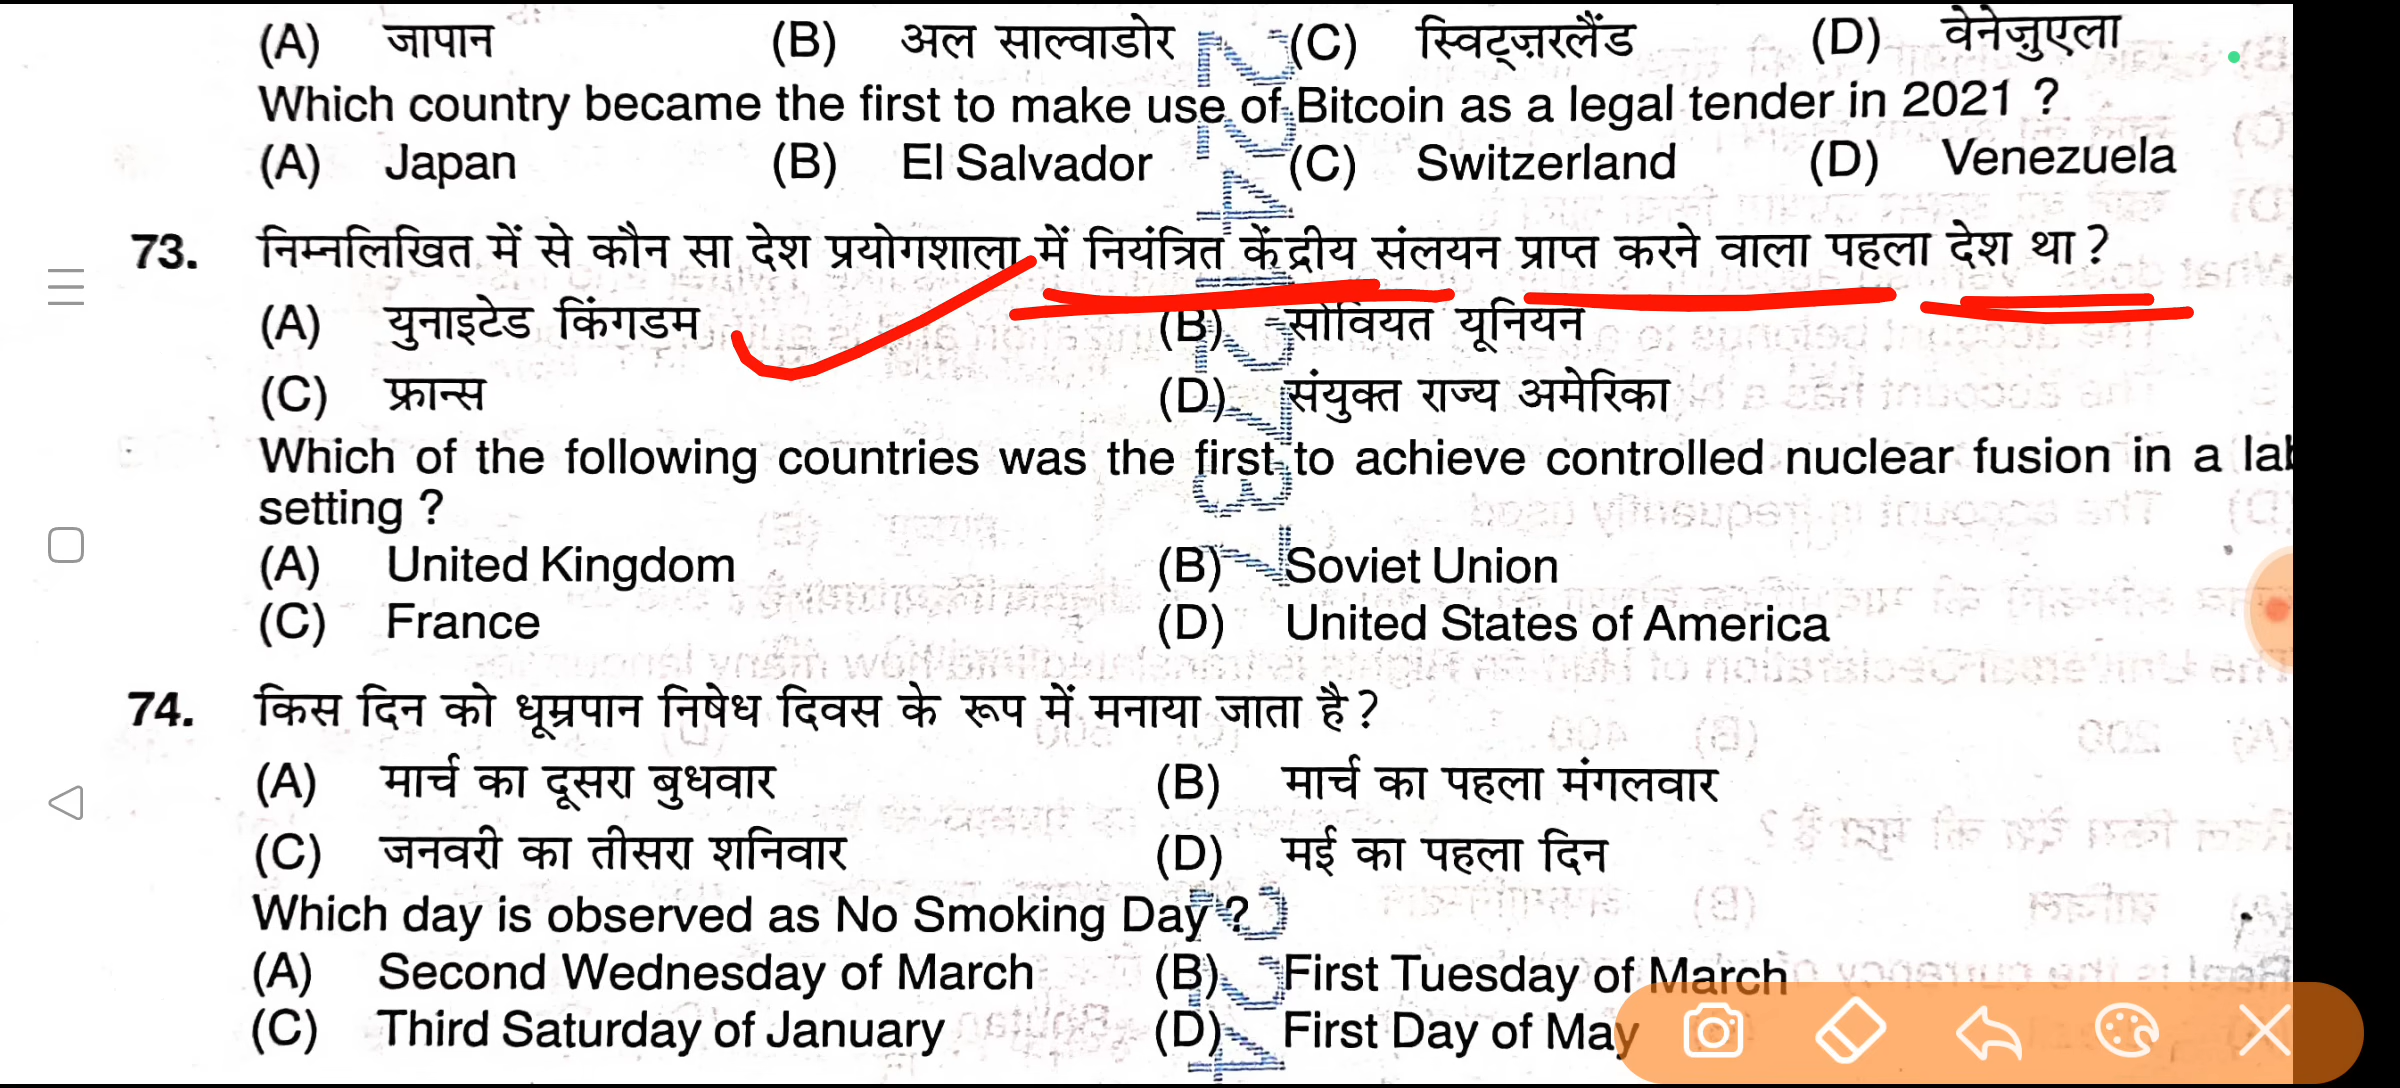 (A) जापान (B) अल साल्वाडोर (C) स्विट्ज़रलैंड (D) वेनेज़ुएला
Which country became the first to make use of Bitcoin as a legal tender in 2021 ?
(A) Japan (B) El Salvador (C) Switzerland (D) Venezuela
73. निम्नलिखित में से कौन सा देश प्रयोगशाला में नियंत्रित केंद्रीय संलयन प्राप्त करने वाला पहला देश था ?
(A) युनाइटेड किंगडम (B) सोवियत यूनियन
(C) फ्रान्स (D) संयुक्त राज्य अमेरिका
Which of the following countries was the first to achieve controlled nuclear fusion in a
setting ?
(A) United Kingdom (B) Soviet Union
(C) France (D) United States of America
74. किस दिन को धूम्रपान निषेध दिवस के रूप में मनाया जाता है ?
(A) मार्च का दूसरा बुधवार (B) मार्च का पहला मंगलवार
(C) जनवरी का तीसरा शनिवार (D) मई का पहला दिन
Which day is observed as No Smoking Day ?
(A) Second Wednesday of March (B) First Tuesday of March
(C) Third Saturday of January (D) First Day of May